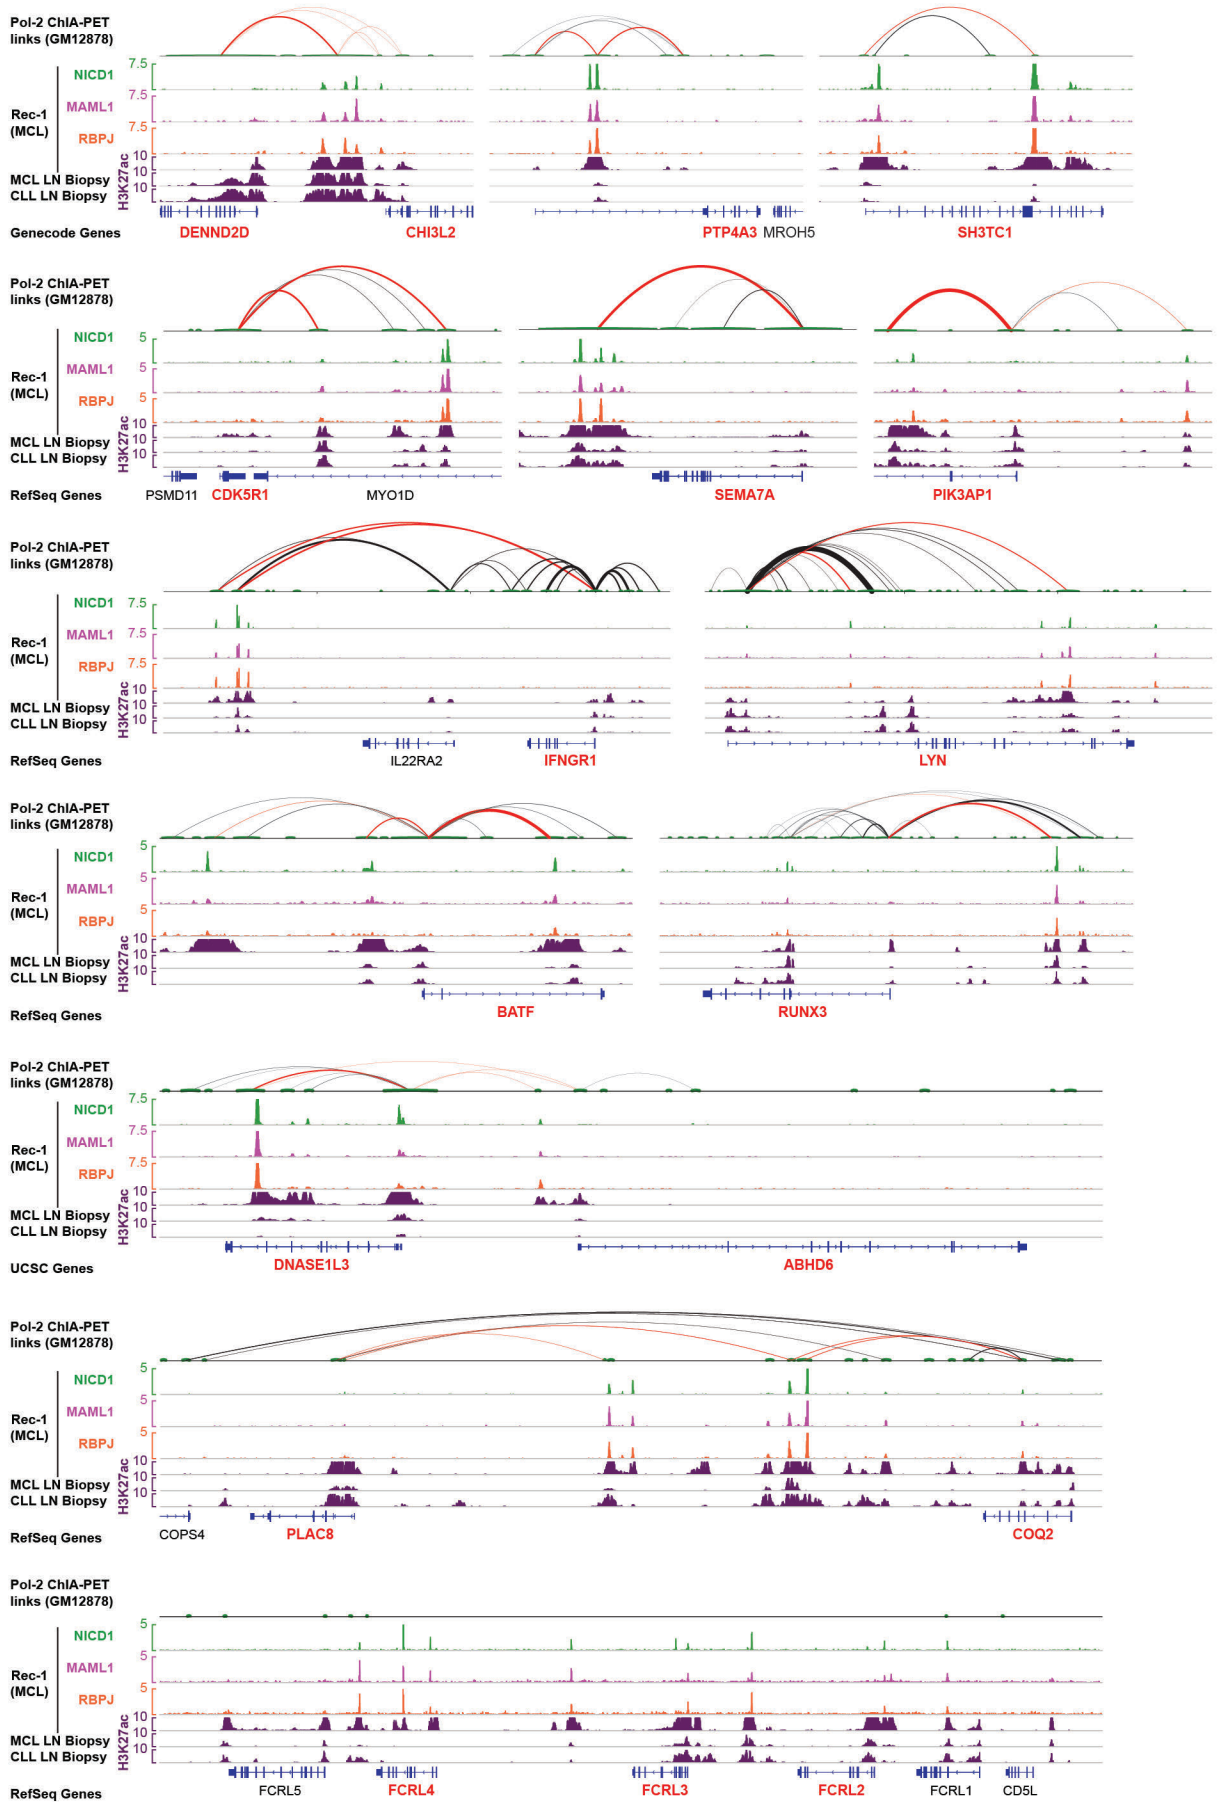 Pol-2 ChIA-PET
links (GM12878)
Rec-1
(MCL)
NICD1
7.5
MAML1
7.5
RBPJ
7.5
H3K27ac
10
MCL LN Biopsy
10
CLL LN Biopsy
10
Genecode Genes
DENND2D
CHI3L2
PTP4A3
MROH5
SH3TC1
Pol-2 ChIA-PET
links (GM12878)
Rec-1
(MCL)
NICD1
5
MAML1
5
RBPJ
5
H3K27ac
10
MCL LN Biopsy
10
CLL LN Biopsy
10
RefSeq Genes
PSMD11
CDK5R1
MYO1D
SEMA7A
PIK3AP1
Pol-2 ChIA-PET
links (GM12878)
Rec-1
(MCL)
NICD1
7.5
MAML1
7.5
RBPJ
7.5
H3K27ac
10
MCL LN Biopsy
10
CLL LN Biopsy
10
RefSeq Genes
IL22RA2
IFNGR1
LYN
Pol-2 ChIA-PET
links (GM12878)
Rec-1
(MCL)
NICD1
5
MAML1
5
RBPJ
5
H3K27ac
10
MCL LN Biopsy
10
CLL LN Biopsy
10
RefSeq Genes
BATF
RUNX3
Pol-2 ChIA-PET
links (GM12878)
Rec-1
(MCL)
NICD1
7.5
MAML1
7.5
RBPJ
7.5
H3K27ac
10
MCL LN Biopsy
10
CLL LN Biopsy
10
UCSC Genes
DNASE1L3
ABHD6
Pol-2 ChIA-PET
links (GM12878)
Rec-1
(MCL)
NICD1
5
MAML1
5
RBPJ
5
H3K27ac
10
MCL LN Biopsy
10
CLL LN Biopsy
10
RefSeq Genes
COPS4
PLAC8
COQ2
Pol-2 ChIA-PET
links (GM12878)
Rec-1
(MCL)
NICD1
5
MAML1
5
RBPJ
5
H3K27ac
10
MCL LN Biopsy
10
CLL LN Biopsy
10
RefSeq Genes
FCRL5
FCRL4
FCRL3
FCRL2
FCRL1
CD5L